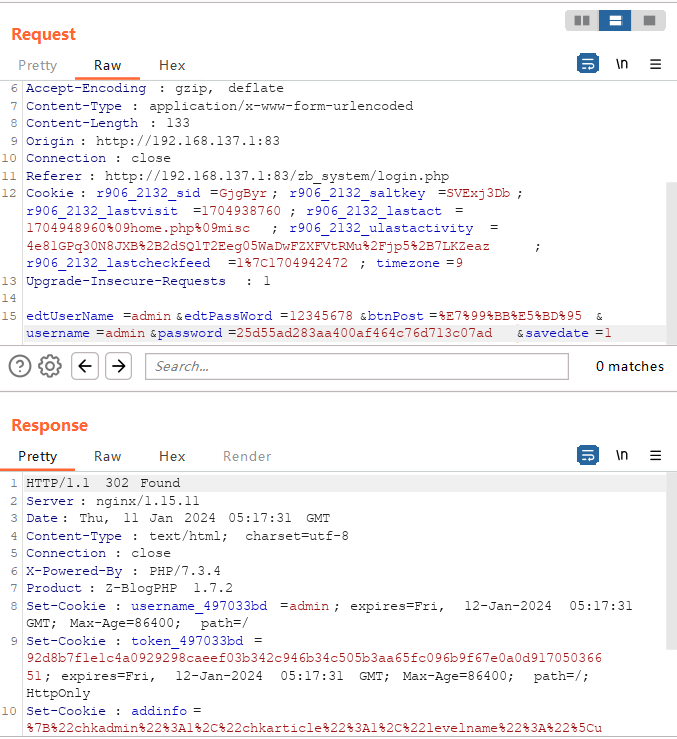 Request
Pretty Raw Hex
\n
6 Accept-Encoding : gzip, deflate
7 Content-Type : application/x-www-form-urlencoded
8 Content-Length : 133
9 Origin : http://192.168.137.1:83
10 Connection : close
11 Referer : http://192.168.137.1:83/zb_system/login.php
12 Cookie : r906_2132_sid =GjgByr ; r906_2132_saltkey =SVExj3Db ;
r906_2132_lastvisit =1704938760 ; r906_2132_lastact =
1704948960%09home.php%09misc ; r906_2132_ulastactivity =
4e81GPq30N8JXB%2B2dSQlT2Eeg05WaDwFZXFVtRMu%2Fjp5%2B7LKZeaz ;
r906_2132_lastcheckfeed =1%7C1704942472 ; timezone =9
13 Upgrade-Insecure-Requests : 1
14
15 edtUserName =admin &edtPassWord =12345678 &btnPost =%E7%99%BB%E5%BD%95 &
username =admin &password =25d55ad283aa400af464c76d713c07ad &savedate =1
? Search... 0 matches
Response
Pretty Raw Hex Render
\n
1 HTTP/1.1 302 Found
2 Server : nginx/1.15.11
3 Date : Thu, 11 Jan 2024 05:17:31 GMT
4 Content-Type : text/html; charset=utf-8
5 Connection : close
6 X-Powered-By : PHP/7.3.4
7 Product : Z-BlogPHP 1.7.2
8 Set-Cookie : username_497033bd =admin ; expires=Fri, 12-Jan-2024 05:17:31
GMT; Max-Age=86400; path=/
9 Set-Cookie : token_497033bd =
92d8b7f1e1c4a0929298caeef03b342c946b34c505b3aa65fc096b9f67e0a0d917050366
51; expires=Fri, 12-Jan-2024 05:17:31 GMT; Max-Age=86400; path=/;
HttpOnly
10 Set-Cookie : addinfo =
%7B%22chkadmin%22%3A1%2C%22chkarticle%22%3A1%2C%22levelname%22%3A%22%5Cu